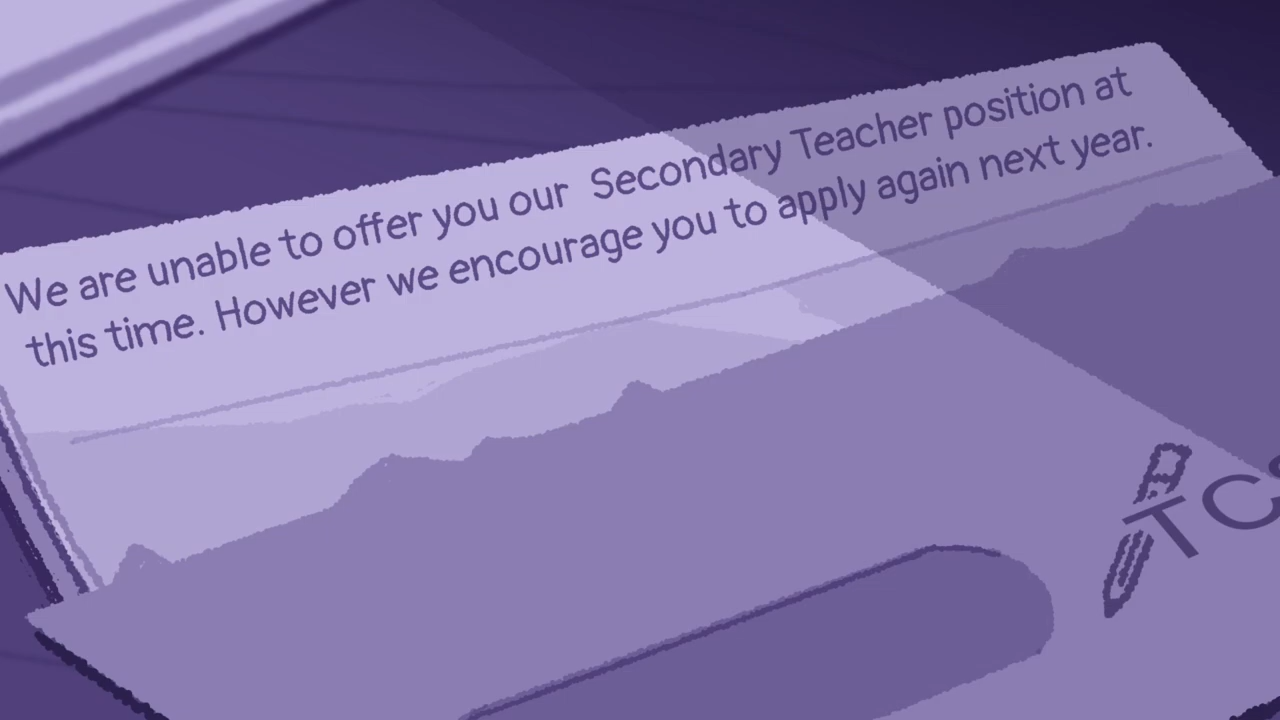 We are unable to offer you our Secondary Teacher position at
this time. However we encourage you to apply again next year.
TC